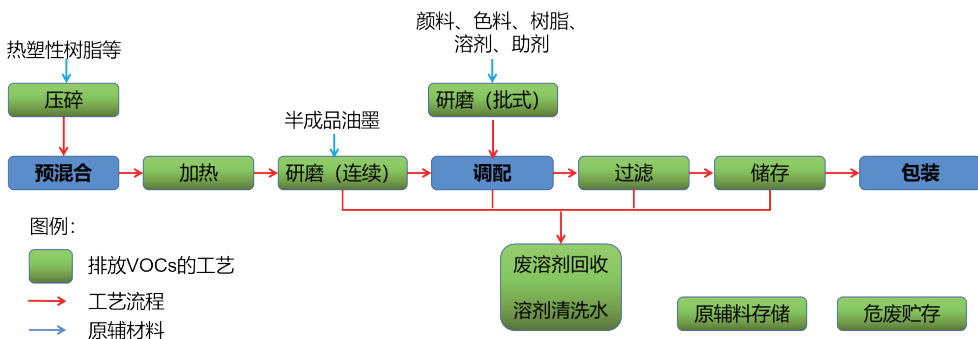 热塑性树脂等
颜料、色料、树脂、
溶剂、助剂
压碎
研磨（批式）
半成品油墨
预混合
加热
研磨（连续）
调配
过滤
储存
包装
图例：
排放VOCs的工艺
工艺流程
原辅材料
废溶剂回收
溶剂清洗水
原辅料存储
危废贮存